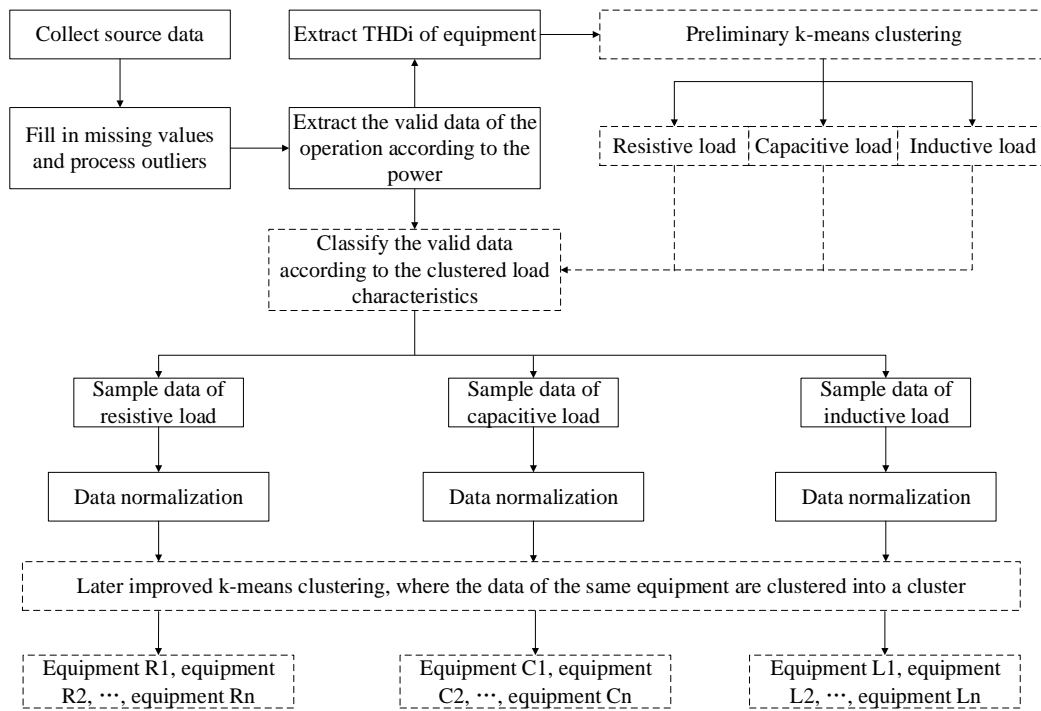 Collect source data
Extract THDi of equipment
Preliminary k-means clustering
Fill in missing values
and process outliers
Extract the valid data of the
operation according to the
power
Resistive load
Capacitive load
Inductive load
Classify the valid data
according to the clustered load
characteristics
Sample data of
resistive load
Sample data of
capacitive load
Sample data of
inductive load
Data normalization
Data normalization
Data normalization
Later improved k-means clustering, where the data of the same equipment are clustered into a cluster
Equipment R1, equipment
R2, ···, equipment Rn
Equipment C1, equipment
C2, ···, equipment Cn
Equipment L1, equipment
L2, ···, equipment Ln